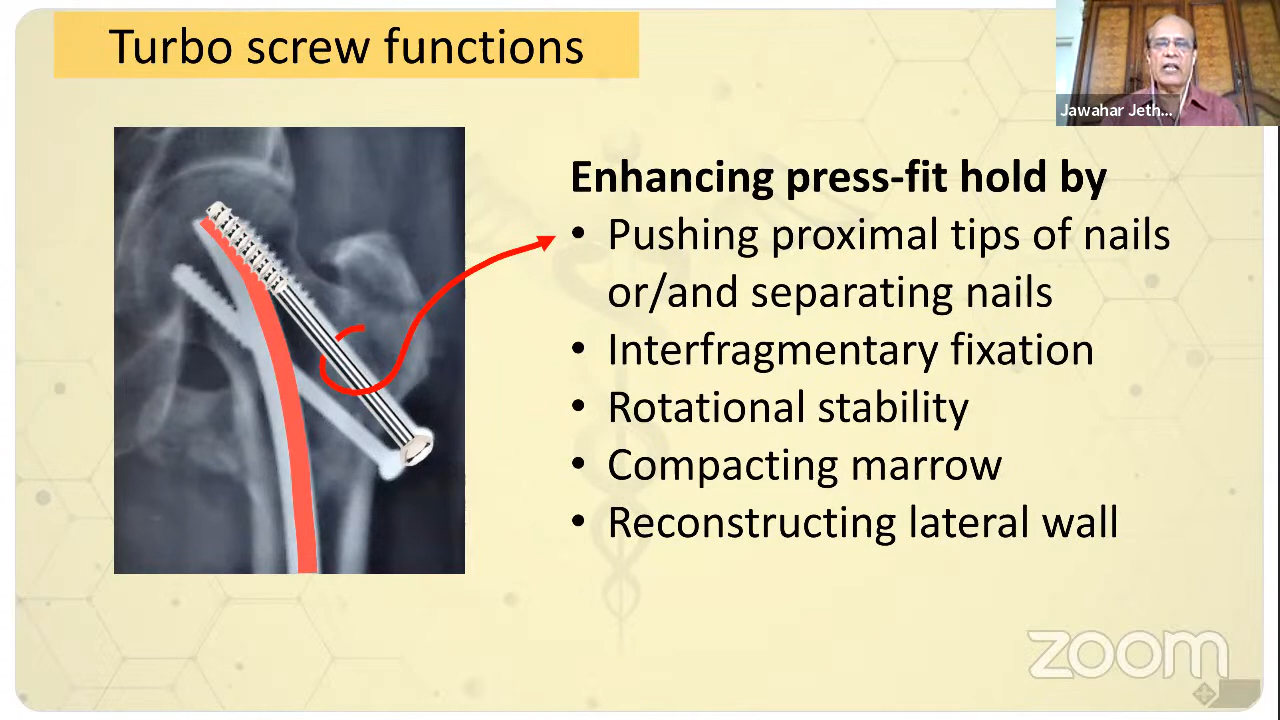 Turbo screw functions
Jawahar Jeth...
Enhancing press-fit hold by
• Pushing proximal tips of nails
or/and separating nails
• Interfragmentary fixation
• Rotational stability
• Compacting marrow
• Reconstructing lateral wall
zoom